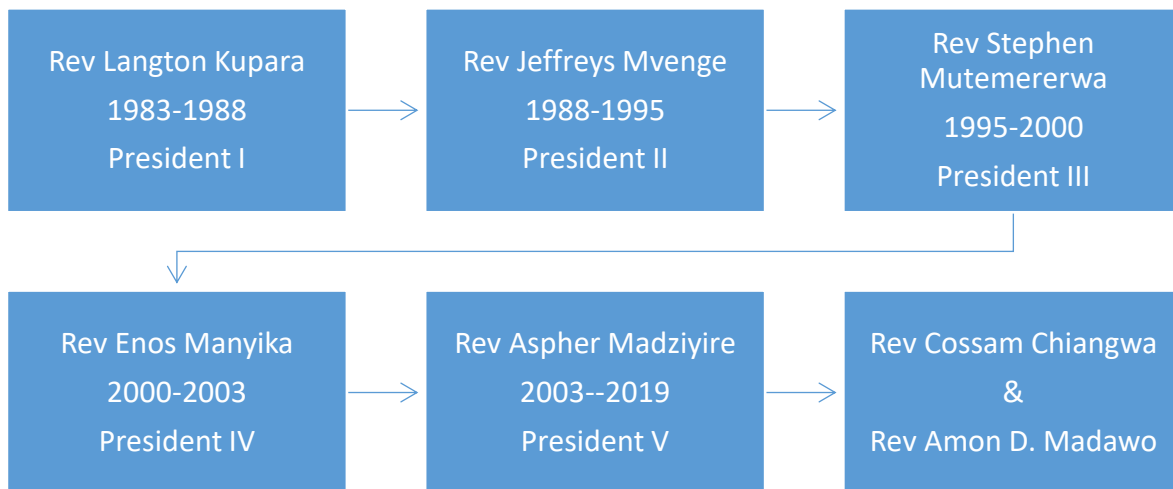 Rev Langton Kupara
1983-1988
President I
Rev Jeffreys Mvenge
1988-1995
President II
Rev Stephen
Mutemererwa
1995-2000
President III
Rev Enos Manyika
2000-2003
President IV
Rev Aspher Madziyire
2003--2019
President V
Rev Cossam Chiangwa
&
Rev Amon D. Madawo